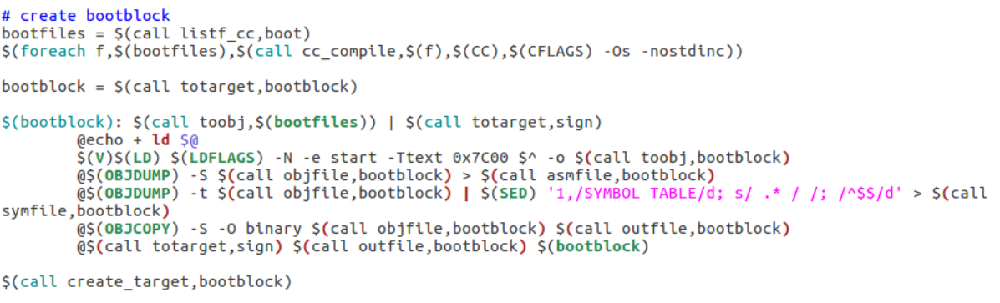 # create bootblock
bootfiles = $(call listf_cc,boot)
$(foreach f,$(bootfiles),$(call cc_compile,$(f),$(CC),$(CFLAGS) -Os -nostdinc))

bootblock = $(call totarget,bootblock)

$(bootblock): $(call toobj,$(bootfiles)) | $(call totarget,sign)
        @echo + ld $@
        $(V)$(LD) $(LDFLAGS) -N -e start -Ttext 0x7C00 $^ -o $(call toobj,bootblock)
        @$(OBJDUMP) -S $(call objfile,bootblock) > $(call asmfile,bootblock)
        @$(OBJDUMP) -t $(call objfile,bootblock) | $(SED) '1,/SYMBOL TABLE/d; s/ .* / /; /^$$/d' > $(call
symfile,bootblock)
        @$(OBJCOPY) -S -O binary $(call objfile,bootblock) $(call outfile,bootblock)
        @$(call totarget,sign) $(call outfile,bootblock) $(bootblock)

$(call create_target,bootblock)